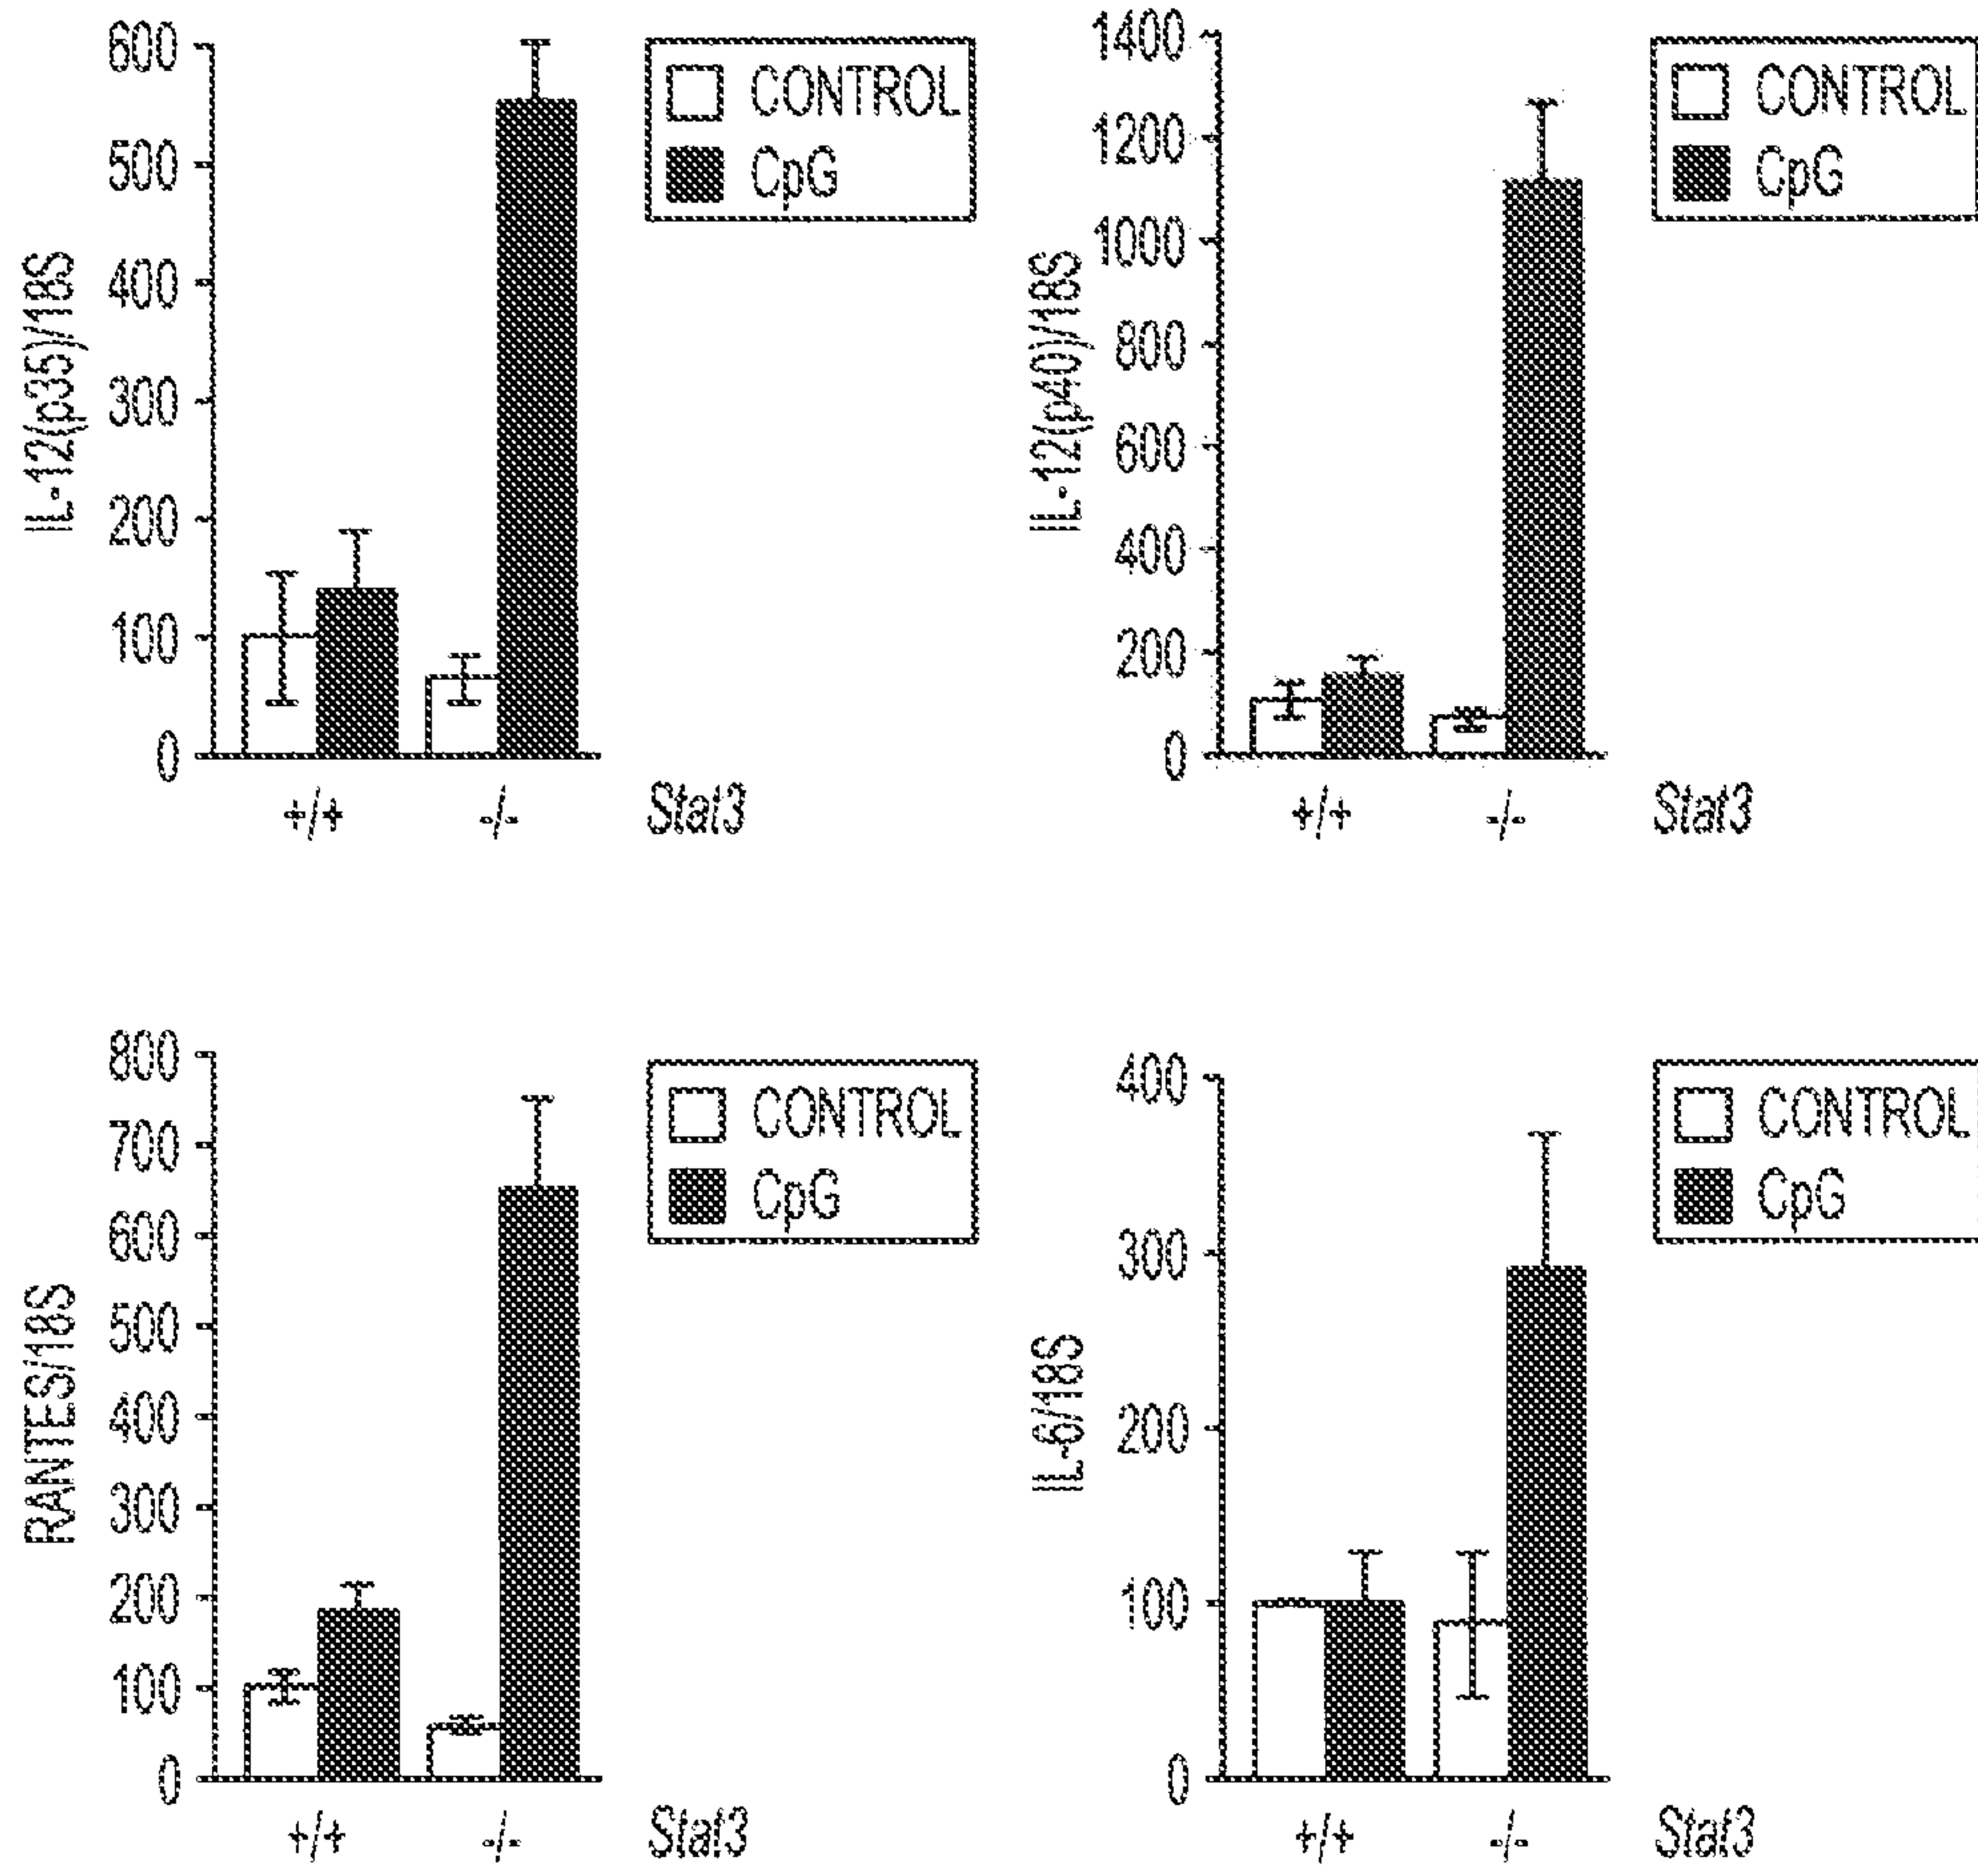 IL-12(p35)/18S
600
500
400
300
200
100
0
+/+ -/- Stat3
CONTROL
CpG
IL-12(p40)/18S
1400
1200
1000
800
600
400
200
0
+/+ -/- Stat3
CONTROL
CpG
RANTES/18S
800
700
600
500
400
300
200
100
0
+/+ -/- Stat3
CONTROL
CpG
IL-6/18S
400
300
200
100
0
+/+ -/- Stat3
CONTROL
CpG